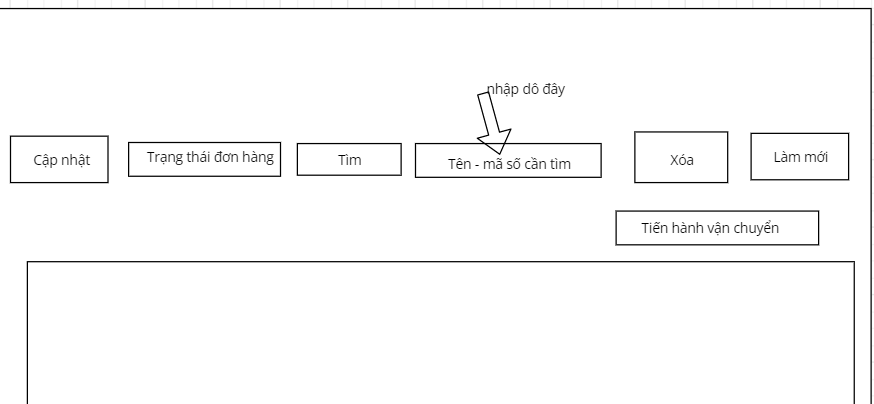 nhập dô đây
Cập nhật
Trạng thái đơn hàng
Tìm
Tên - mã số cần tìm
Xóa
Làm mới
Tiến hành vận chuyển